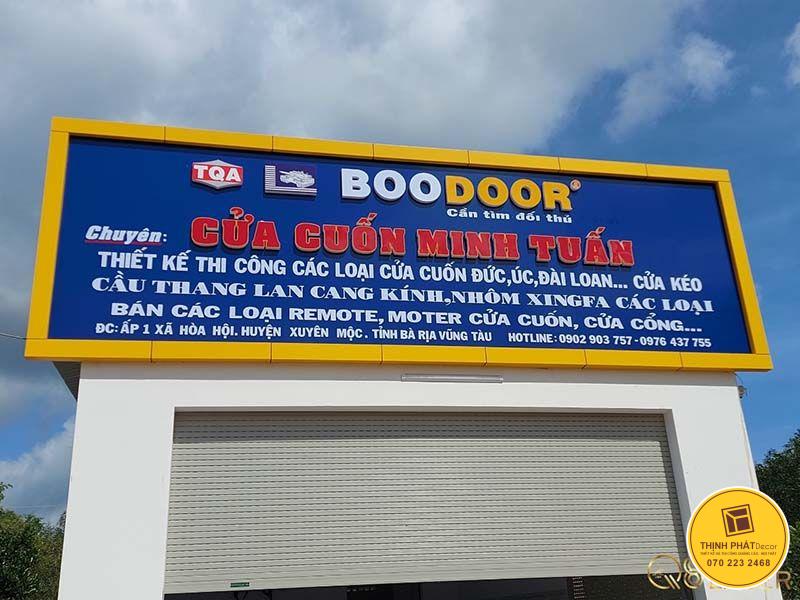 TQA
BOODOOR
Cần tìm đối thủ
Chuyên:
CỬA CUỐN MINH TUẤN
THIẾT KẾ THI CÔNG CÁC LOẠI CỬA CUỐN ĐỨC,ÚC,ĐÀI LOAN... CỬA KÉO
CẦU THANG LAN CANG KÍNH,NHÔM XINGFA CÁC LOẠI
BÁN CÁC LOẠI REMOTE, MOTER CỬA CUỐN, CỬA CỔNG...
ĐC: ẤP 1 XÃ HÒA HỘI. HUYỆN XUYÊN MỘC. TỈNH BÀ RỊA VŨNG TÀU HOTLINE: 0902 903 757 - 0976 437 755
THỊNH PHÁT Decor
070 223 2468